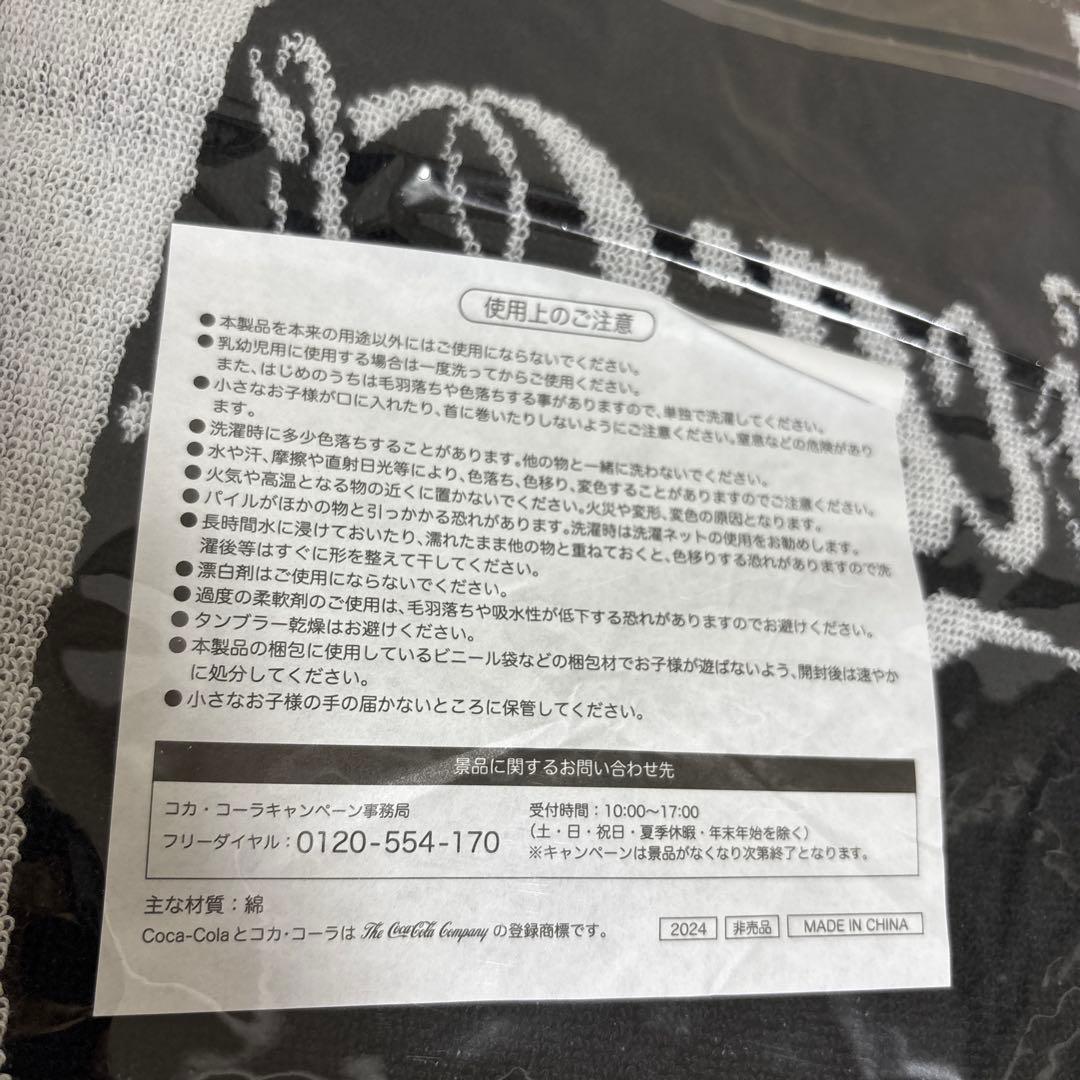 使用上のご注意
●本製品を本来の用途以外にはご使用にならないでください。
●乳幼児用に使用する場合は一度洗ってからご使用ください。
また、はじめのうちは毛羽落ちや色落ちする事がありますので、単独で洗濯してください。
●小さなお子様が口に入れたり、首に巻いたりしないようにご注意ください。窒息などの危険があり
ます。
●洗濯時に多少色落ちすることがあります。他の物と一緒に洗わないでください。
●水や汗、摩擦や直射日光等により、色落ち、色移り、変色することがありますのでご注意ください。
●火気や高温となる物の近くに置かないでください。火災や変形、変色の原因となります。
●パイルがほかの物と引っかかる恐れがあります。洗濯時は洗濯ネットの使用をお勧めします。
●長時間水に浸けておいたり、濡れたまま他の物と重ねておくと、色移りする恐れがありますので洗
濯後等はすぐに形を整えて干してください。
●漂白剤はご使用にならないでください。
●過度の柔軟剤のご使用は、毛羽落ちや吸水性が低下する恐れがありますのでお避けください。
●タンブラー乾燥はお避けください。
●本製品の梱包に使用しているビニール袋などの梱包材でお子様が遊ばないよう、開封後は速やか
に処分してください。
●小さなお子様の手の届かないところに保管してください。
景品に関するお問い合わせ先
コカ・コーラキャンペーン事務局
フリーダイヤル：0120-554-170
受付時間：10:00〜17:00
（土・日・祝日・夏季休暇・年末年始を除く）
※キャンペーンは景品がなくなり次第終了となります。
主な材質：綿
Coca-Colaとコカ・コーラは The Coca-Cola Company の登録商標です。
2024 非売品 MADE IN CHINA